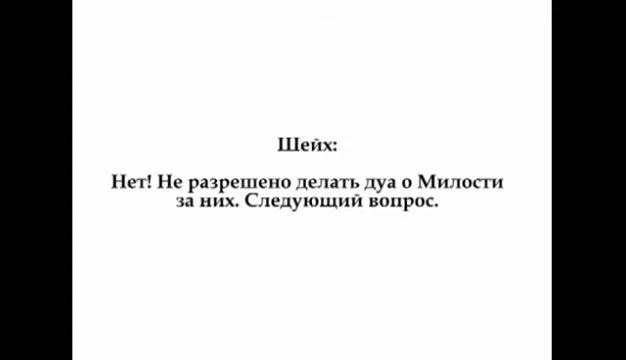 Шейх:
Нет! Не разрешено делать дуа о Милости
за них. Следующий вопрос.